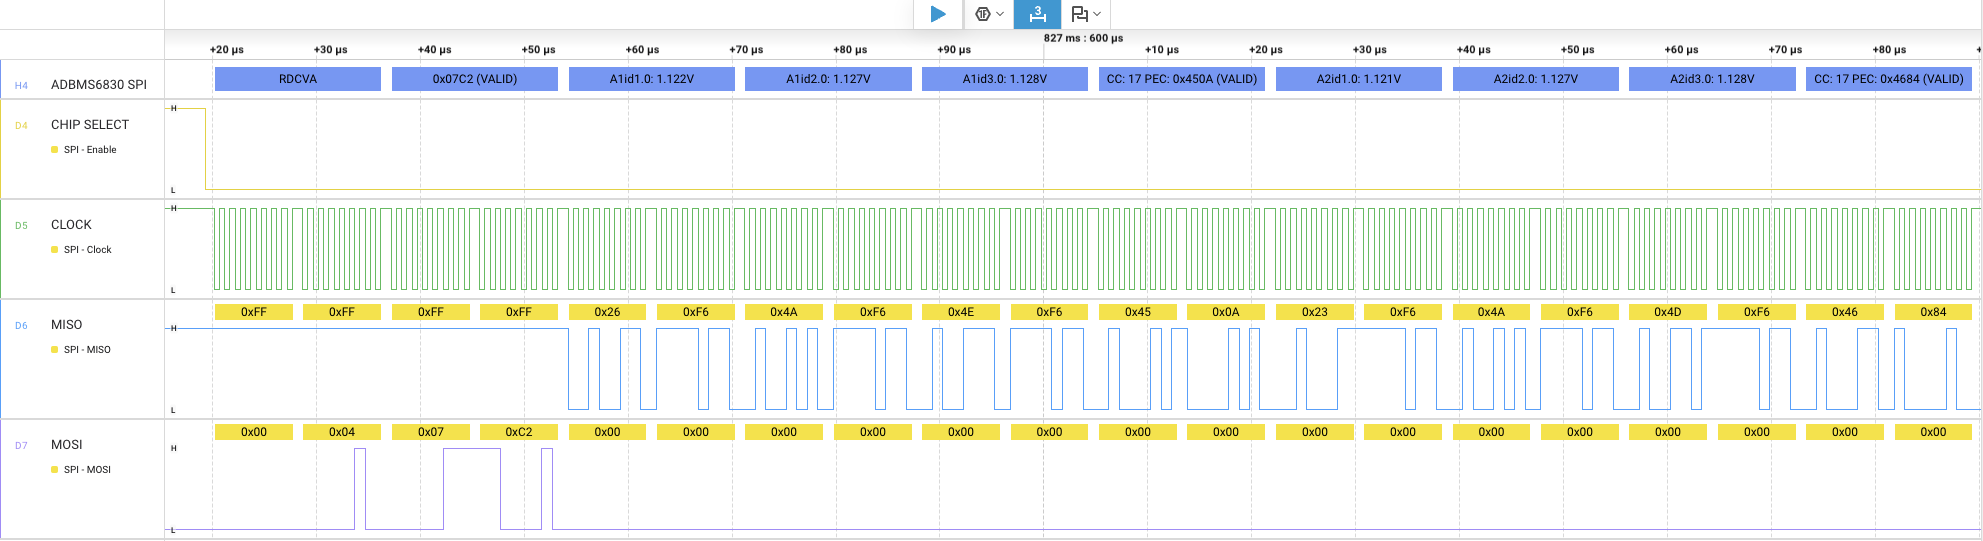 3
827 ms : 600 µs
+20 µs +30 µs +40 µs +50 µs +60 µs +70 µs +80 µs +90 µs +10 µs +20 µs +30 µs +40 µs +50 µs +60 µs +70 µs +80 µs +
H4 ADBMS6830 SPI RDCVA 0x07C2 (VALID) A1id1.0: 1.122V A1id2.0: 1.127V A1id3.0: 1.128V CC: 17 PEC: 0x450A (VALID) A2id1.0: 1.121V A2id2.0: 1.127V A2id3.0: 1.128V CC: 17 PEC: 0x4684 (VALID)
H
D4 CHIP SELECT
SPI - Enable
L
H
D5 CLOCK
SPI - Clock
L
0xFF 0xFF 0xFF 0xFF 0x26 0xF6 0x4A 0xF6 0x4E 0xF6 0x45 0x0A 0x23 0xF6 0x4A 0xF6 0x4D 0xF6 0x46 0x84
D6 MISO H
SPI - MISO
L
0x00 0x04 0x07 0xC2 0x00 0x00 0x00 0x00 0x00 0x00 0x00 0x00 0x00 0x00 0x00 0x00 0x00 0x00 0x00 0x00
D7 MOSI H
SPI - MOSI
L